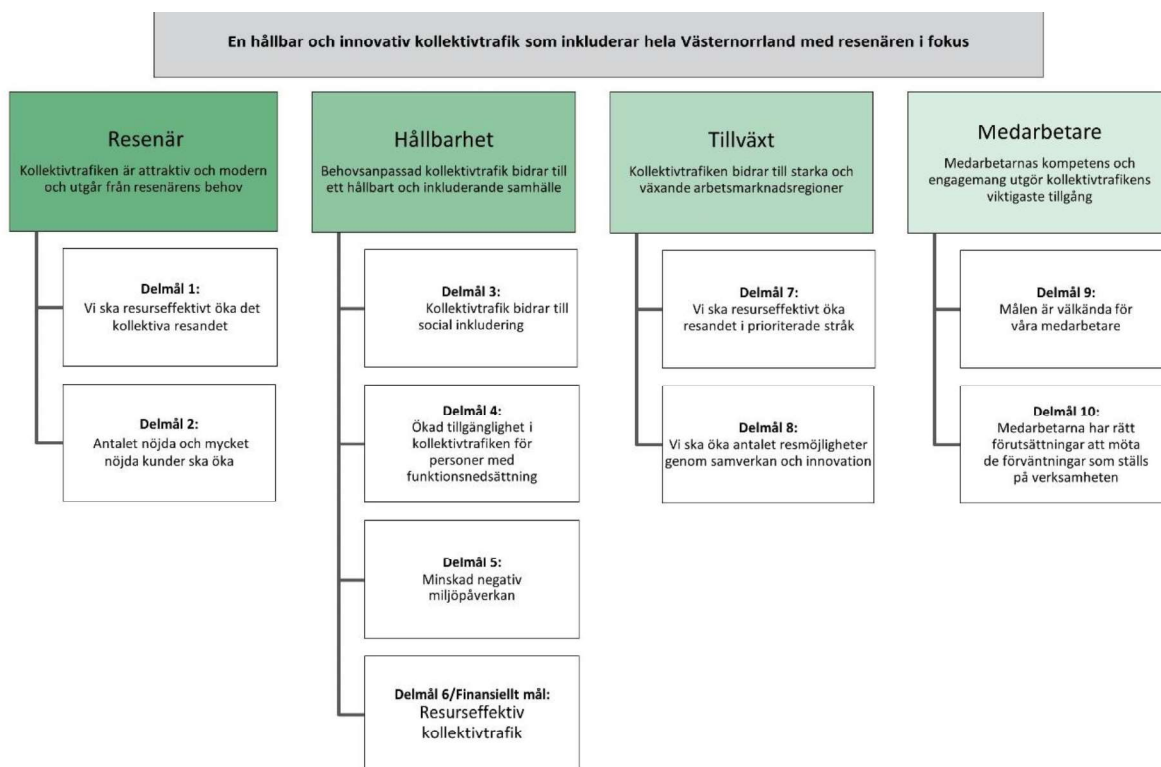 En hållbar och innovativ kollektivtrafik som inkluderar hela Västernorrland med resenären i fokus
Resenär
Kollektivtrafiken är attraktiv och modern
och utgår från resenärens behov
Delmål 1:
Vi ska resurseffektivt öka det
kollektiva resandet
Delmål 2:
Antalet nöjda och mycket
nöjda kunder ska öka
Hållbarhet
Behovsanpassad kollektivtrafik bidrar till
ett hållbart och inkluderande samhälle
Delmål 3:
Kollektivtrafik bidrar till
social inkludering
Delmål 4:
Ökad tillgänglighet i
kollektivtrafiken för
personer med
funktionsnedsättning
Delmål 5:
Minskad negativ
miljöpåverkan
Delmål 6/Finansiellt mål:
Resurseffektiv
kollektivtrafik
Tillväxt
Kollektivtrafiken bidrar till starka och
växande arbetsmarknadsregioner
Delmål 7:
Vi ska resurseffektivt öka
resandet i prioriterade stråk
Delmål 8:
Vi ska öka antalet resmöjligheter
genom samverkan och innovation
Medarbetare
Medarbetarnas kompetens och
engagemang utgör kollektivtrafikens
viktigaste tillgång
Delmål 9:
Målen är välkända för
våra medarbetare
Delmål 10:
Medarbetarna har rätt
förutsättningar att möta
de förväntningar som ställs
på verksamheten